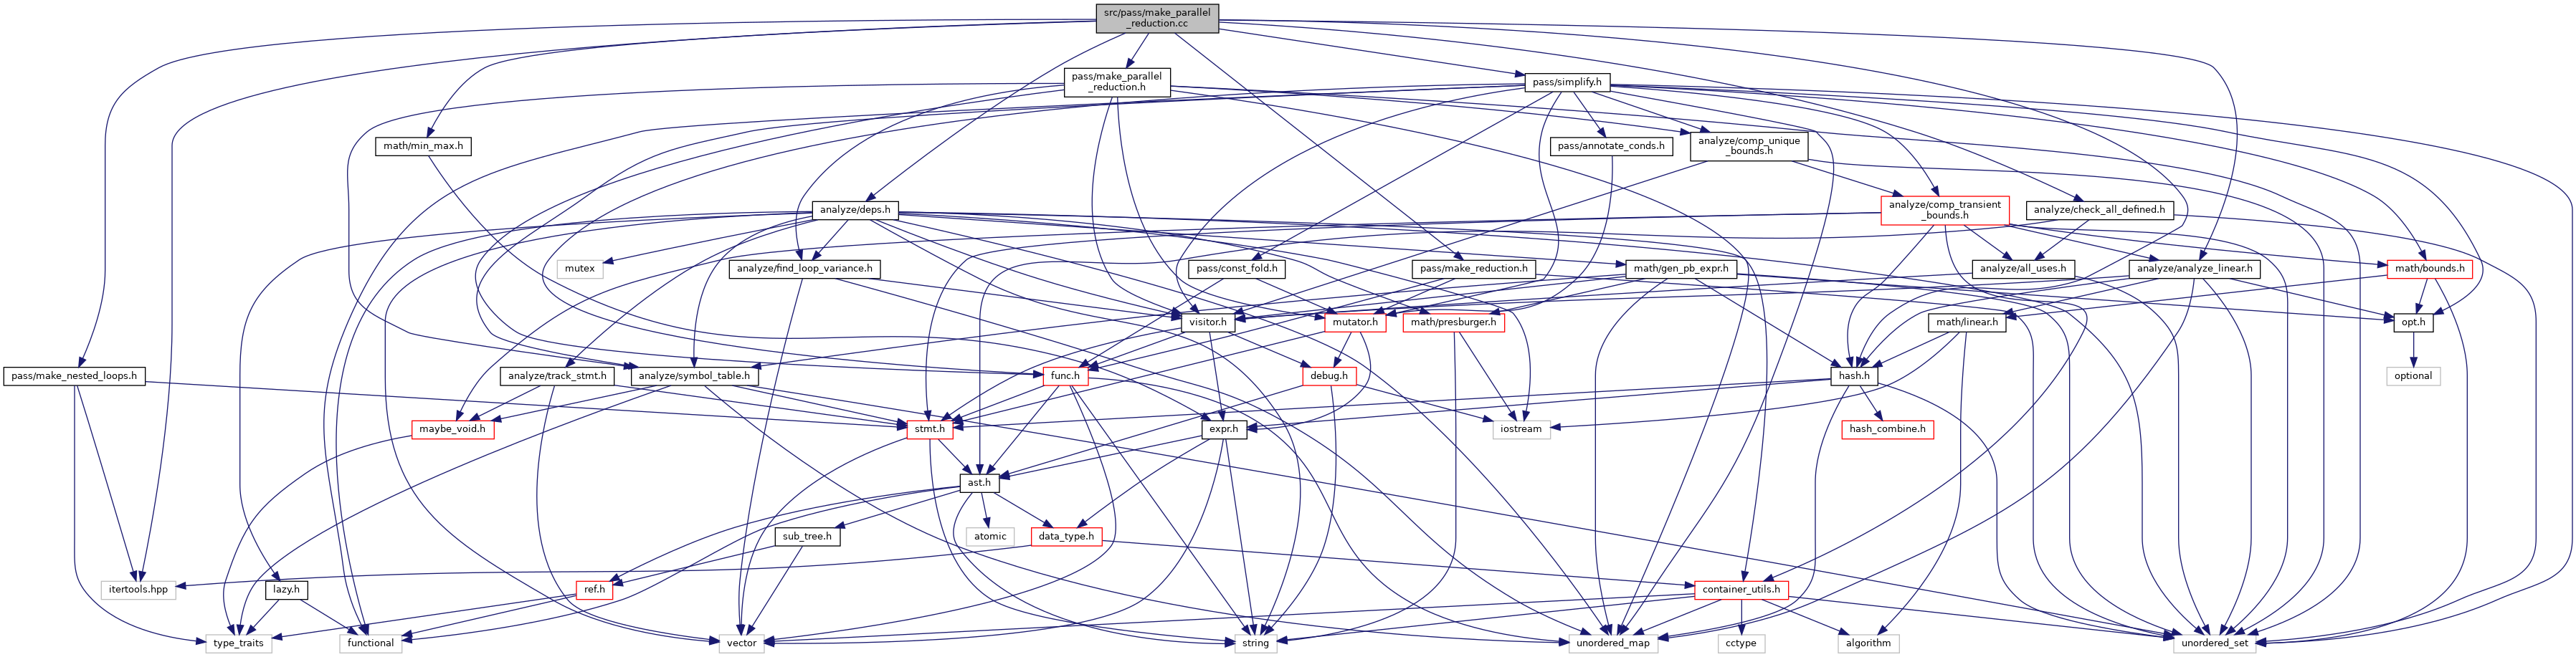 src/pass/make_parallel
_reduction.cc
pass/make_parallel
_reduction.h
pass/simplify.h
math/min_max.h
pass/annotate_conds.h
analyze/comp_unique
_bounds.h
analyze/deps.h
analyze/comp_transient
_bounds.h
analyze/check_all_defined.h
mutex
analyze/find_loop_variance.h
pass/const_fold.h
pass/make_reduction.h
math/gen_pb_expr.h
analyze/all_uses.h
analyze/analyze_linear.h
math/bounds.h
visitor.h
mutator.h
math/presburger.h
math/linear.h
opt.h
pass/make_nested_loops.h
analyze/track_stmt.h
analyze/symbol_table.h
func.h
debug.h
hash.h
optional
maybe_void.h
stmt.h
expr.h
iostream
hash_combine.h
ast.h
sub_tree.h
atomic
data_type.h
itertools.hpp
lazy.h
ref.h
container_utils.h
type_traits
functional
vector
string
unordered_map
cctype
algorithm
unordered_set